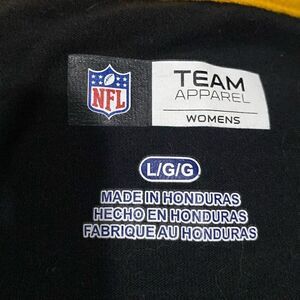 NFL
TEAM
APPAREL
WOMENS
L/G/G
MADE IN HONDURAS
HECHO EN HONDURAS
FABRIQUE AU HONDURAS